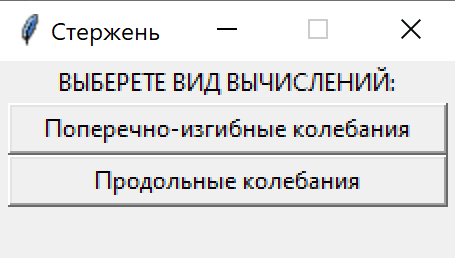 Стержень
ВЫБЕРЕТЕ ВИД ВЫЧИСЛЕНИЙ:
Поперечно-изгибные колебания
Продольные колебания